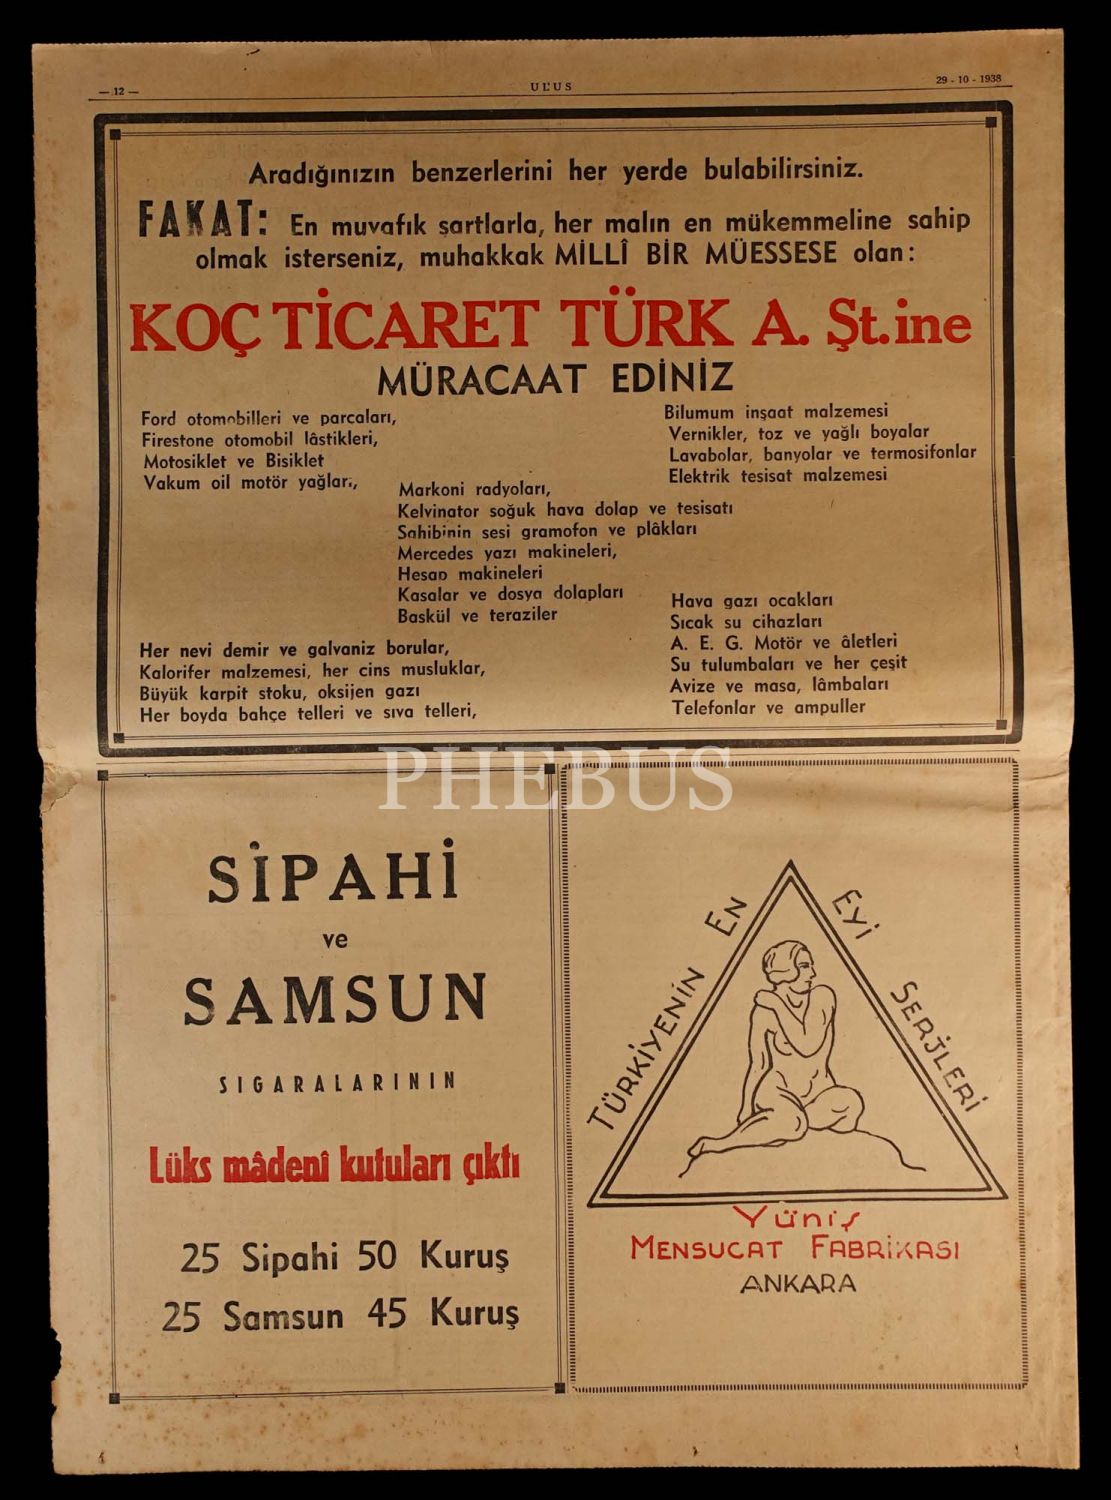 — 12 —
ULUS
29 - 10 - 1938
Aradığınızın benzerlerini her yerde bulabilirsiniz.
FAKAT: En muvafık şartlarla, her malın en mükemmeline sahip
olmak isterseniz, muhakkak MİLLÎ BİR MÜESSESE olan:
KOÇ TİCARET TÜRK A. Şt.ine
MÜRACAAT EDİNİZ
Ford otomobilleri ve parcaları,
Firestone otomobil lâstikleri,
Motosiklet ve Bisiklet
Vakum oil motör yağları,
Bilumum inşaat malzemesi
Vernikler, toz ve yağlı boyalar
Lavabolar, banyolar ve termosifonlar
Elektrik tesisat malzemesi
Markoni radyoları,
Kelvinator soğuk hava dolap ve tesisatı
Sahibinin sesi gramofon ve plâkları
Mercedes yazı makineleri,
Hesap makineleri
Kasalar ve dosya dolapları
Baskül ve teraziler
Her nevi demir ve galvaniz borular,
Kalorifer malzemesi, her cins musluklar,
Büyük karpit stoku, oksijen gazı
Her boyda bahçe telleri ve sıva telleri,
Hava gazı ocakları
Sıcak su cihazları
A. E. G. Motör ve âletleri
Su tulumbaları ve her çeşit
Avize ve masa, lâmbaları
Telefonlar ve ampuller
PHEBUS
SİPAHİ
ve
SAMSUN
SIGARALARININ
Lüks mâdenî kutuları çıktı
25 Sipahi 50 Kuruş
25 Samsun 45 Kuruş
TÜRKİYENİN EN EYİ SERJLERİ
Yüniş
MENSUCAT FABRİKASI
ANKARA